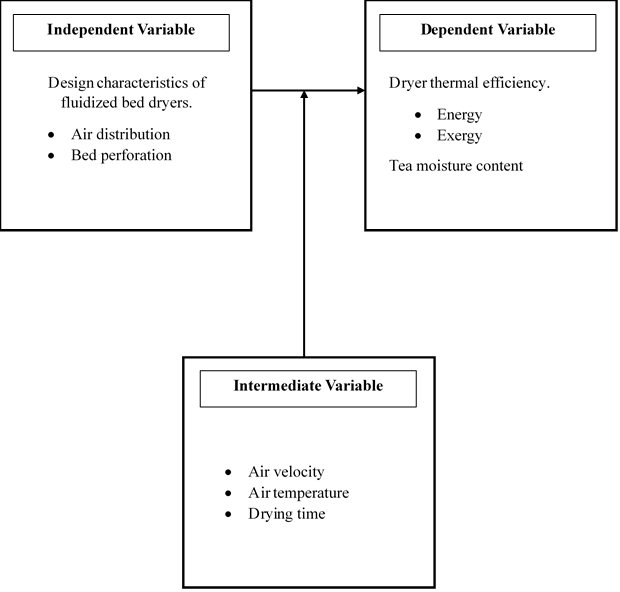 Independent Variable
Design characteristics of
fluidized bed dryers.
• Air distribution
• Bed perforation
Dependent Variable
Dryer thermal efficiency.
• Energy
• Exergy
Tea moisture content
Intermediate Variable
• Air velocity
• Air temperature
• Drying time